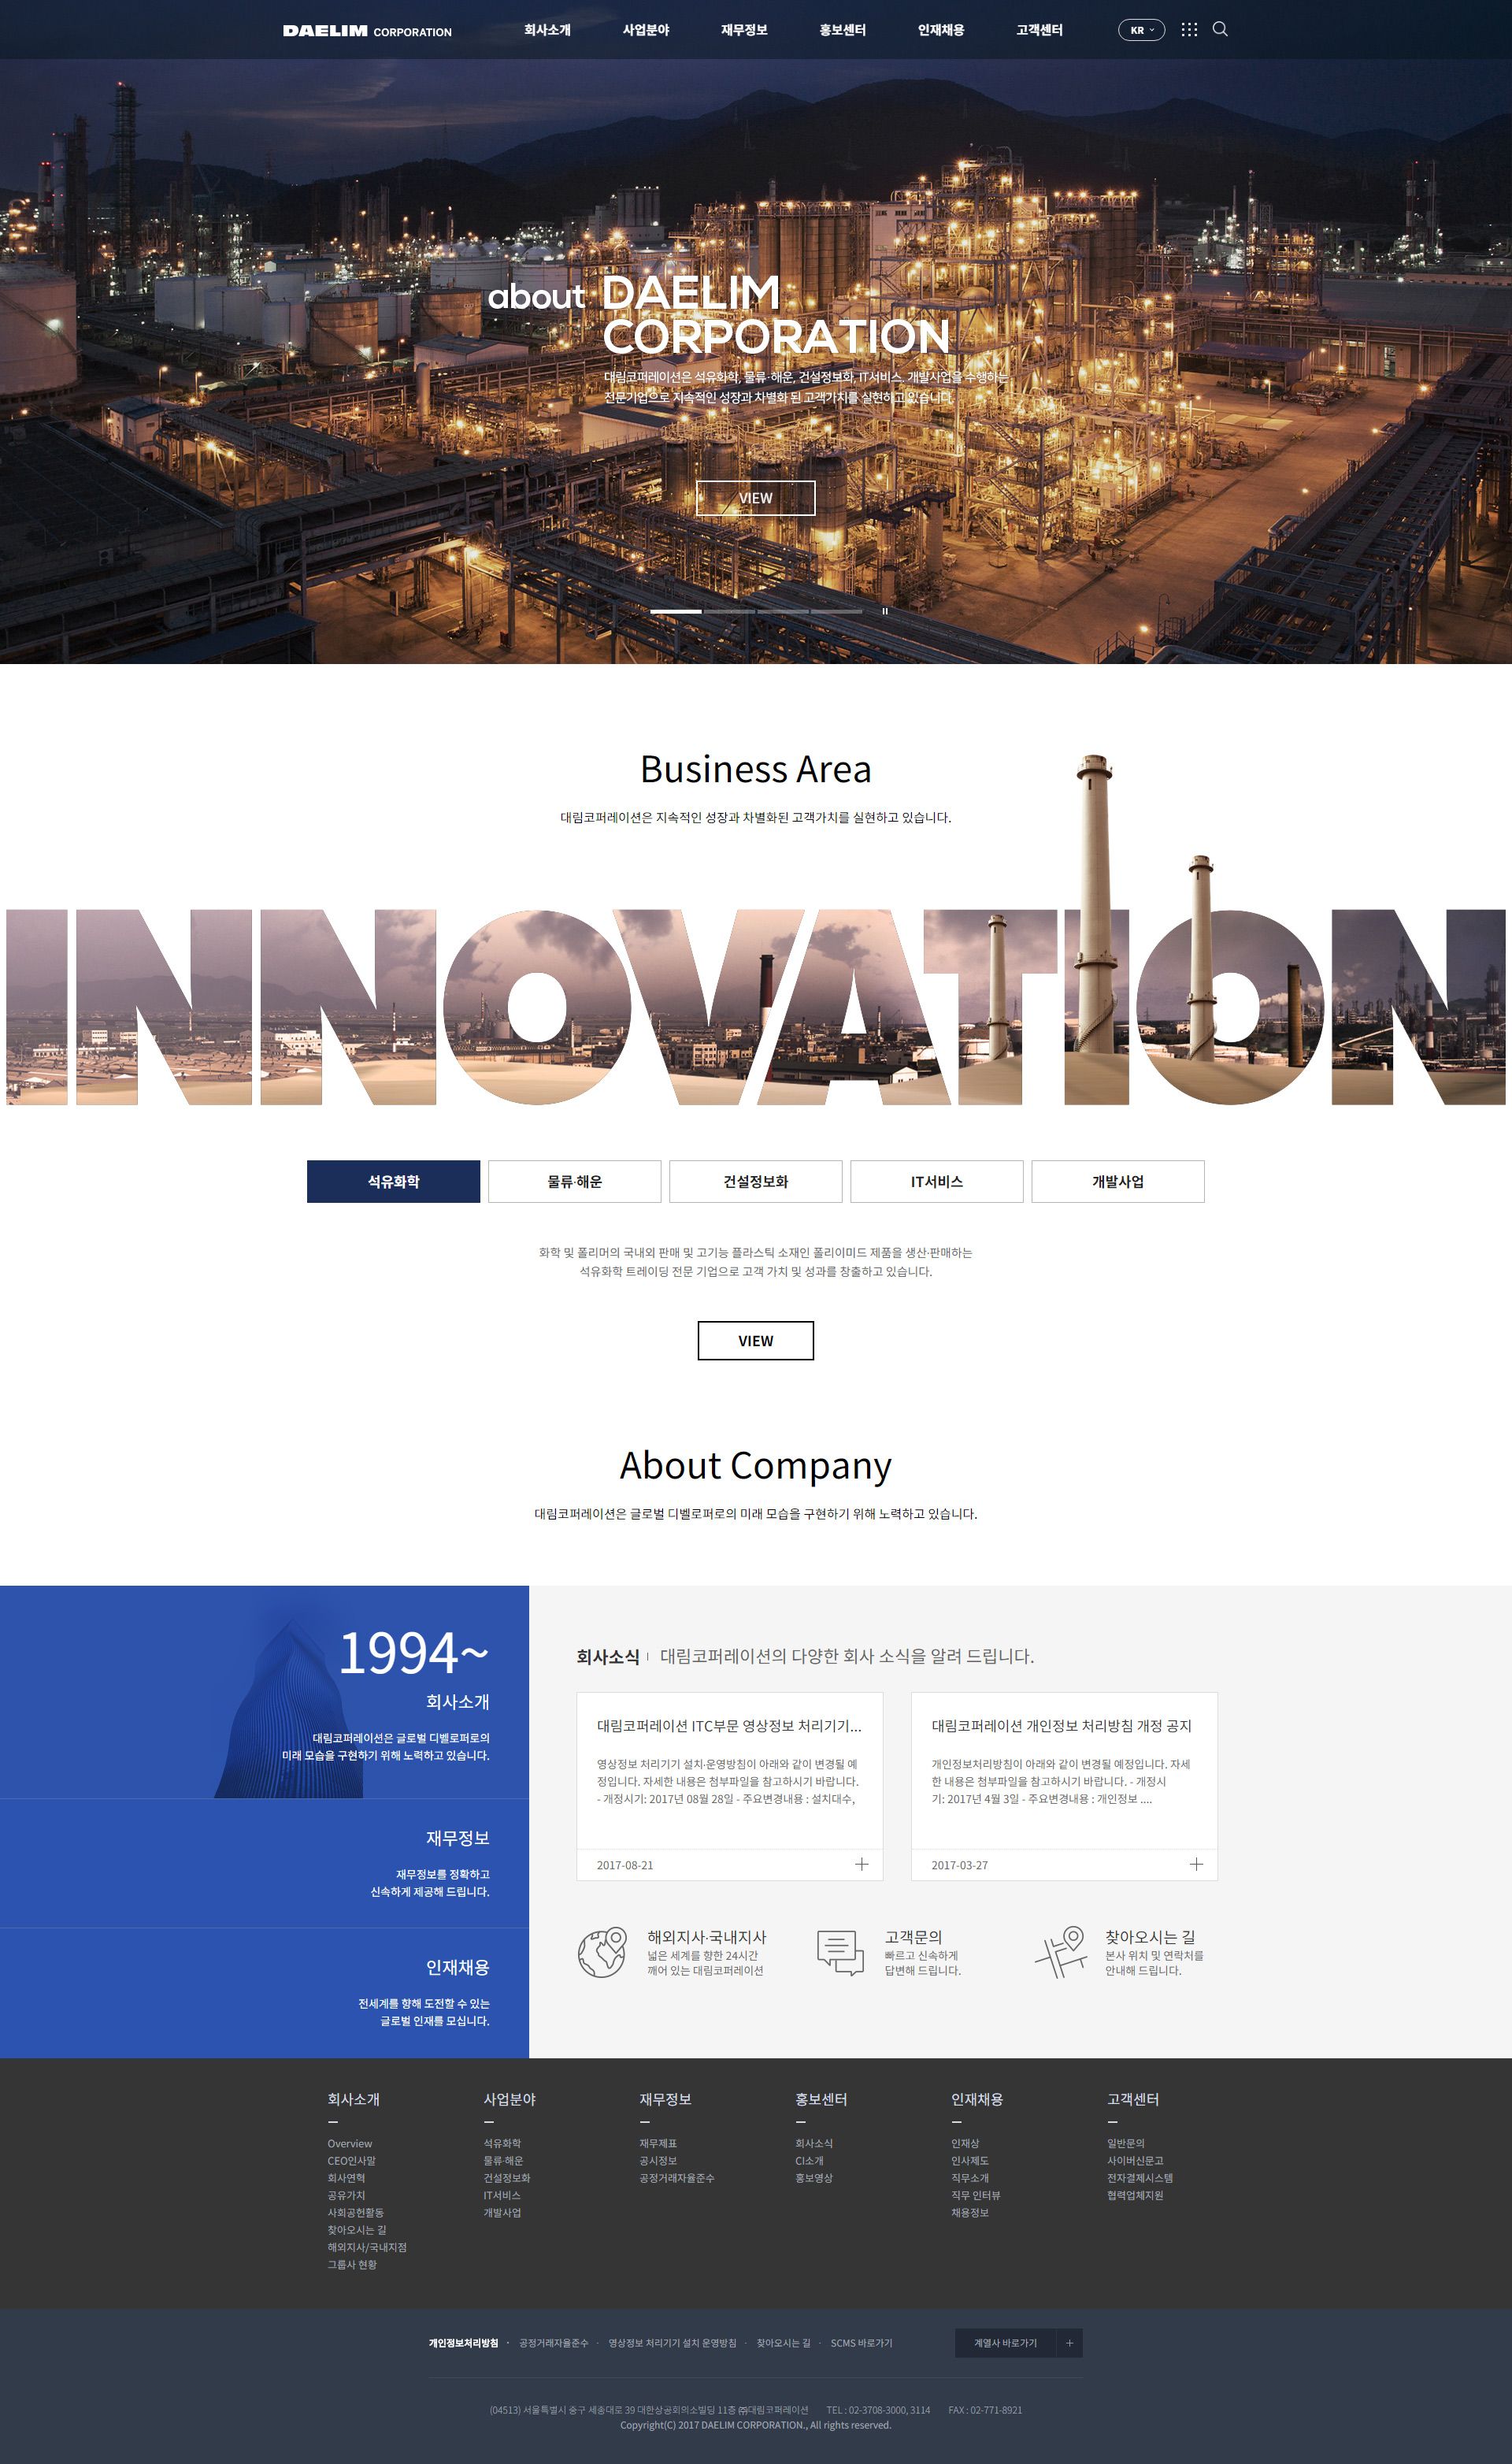 DAELIM CORPORATION
회사소개 사업분야 재무정보 홍보센터 인재채용 고객센터
KR
about DAELIM
CORPORATION
대림코퍼레이션은 석유화학, 물류·해운, 건설정보화, IT서비스. 개발사업을 수행하는
전문기업으로 지속적인 성장과 차별화 된 고객가치를 실현하고 있습니다.
VIEW
Business Area
대림코퍼레이션은 지속적인 성장과 차별화된 고객가치를 실현하고 있습니다.
INNOVATION
석유화학 물류·해운 건설정보화 IT서비스 개발사업
화학 및 폴리머의 국내외 판매 및 고기능 플라스틱 소재인 폴리이미드 제품을 생산·판매하는
석유화학 트레이딩 전문 기업으로 고객 가치 및 성과를 창출하고 있습니다.
VIEW
About Company
대림코퍼레이션은 글로벌 디벨로퍼로의 미래 모습을 구현하기 위해 노력하고 있습니다.
1994~
회사소개
대림코퍼레이션은 글로벌 디벨로퍼로의
미래 모습을 구현하기 위해 노력하고 있습니다.
재무정보
재무정보를 정확하고
신속하게 제공해 드립니다.
인재채용
전세계를 향해 도전할 수 있는
글로벌 인재를 모십니다.
회사소식 대림코퍼레이션의 다양한 회사 소식을 알려 드립니다.
대림코퍼레이션 ITC부문 영상정보 처리기기...
영상정보 처리기기 설치·운영방침이 아래와 같이 변경될 예
정입니다. 자세한 내용은 첨부파일을 참고하시기 바랍니다.
- 개정시기: 2017년 08월 28일 - 주요변경내용 : 설치대수,
2017-08-21
대림코퍼레이션 개인정보 처리방침 개정 공지
개인정보처리방침이 아래와 같이 변경될 예정입니다. 자세
한 내용은 첨부파일을 참고하시기 바랍니다. - 개정시
기: 2017년 4월 3일 - 주요변경내용 : 개인정보 ....
2017-03-27
해외지사·국내지사
넓은 세계를 향한 24시간
깨어 있는 대림코퍼레이션
고객문의
빠르고 신속하게
답변해 드립니다.
찾아오시는 길
본사 위치 및 연락처를
안내해 드립니다.
회사소개
Overview
CEO인사말
회사연혁
공유가치
사회공헌활동
찾아오시는 길
해외지사/국내지점
그룹사 현황
사업분야
석유화학
물류·해운
건설정보화
IT서비스
개발사업
재무정보
재무제표
공시정보
공정거래자율준수
홍보센터
회사소식
CI소개
홍보영상
인재채용
인재상
인사제도
직무소개
직무 인터뷰
채용정보
고객센터
일반문의
사이버신문고
전자결제시스템
협력업체지원
개인정보처리방침 · 공정거래자율준수 · 영상정보 처리기기 설치 운영방침 · 찾아오시는 길 · SCMS 바로가기
계열사 바로가기
(04513) 서울특별시 중구 세종대로 39 대한상공회의소빌딩 11층 ㈜대림코퍼레이션 TEL : 02-3708-3000, 3114 FAX : 02-771-8921
Copyright(C) 2017 DAELIM CORPORATION., All rights reserved.